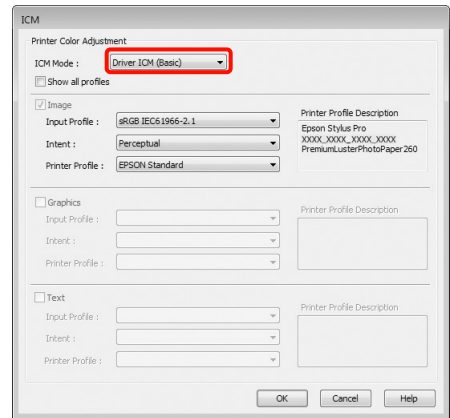 ICM
Printer Color Adjustment
ICM Mode : Driver ICM (Basic)
Show all profiles
Image
Input Profile : sRGB IEC61966-2.1
Intent : Perceptual
Printer Profile : EPSON Standard
Printer Profile Description
Epson Stylus Pro
XXXX_XXXX_XXXX_XXXX
PremiumLusterPhotoPaper260
Graphics
Input Profile :
Intent :
Printer Profile :
Printer Profile Description
Text
Input Profile :
Intent :
Printer Profile :
Printer Profile Description
OK Cancel Help